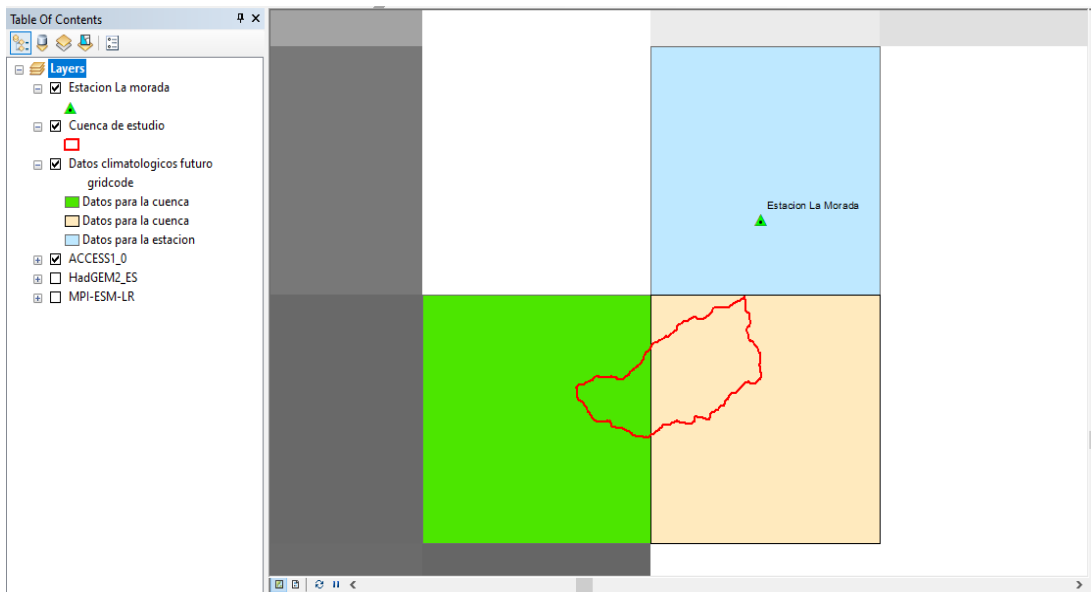 Table Of Contents
Layers
Estacion La morada
Cuenca de estudio
Datos climatologicos futuro
gridcode
Datos para la cuenca
Datos para la cuenca
Datos para la estacion
ACCESS1_0
HadGEM2_ES
MPI-ESM-LR
Estacion La Morada